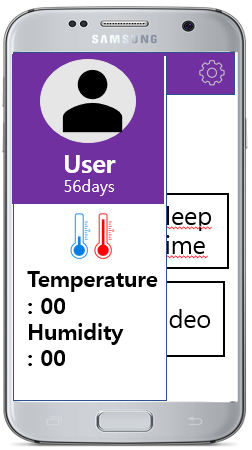 SAMSUNG
User
56days
leep
ime
Temperature
: 00
Humidity
: 00
deo